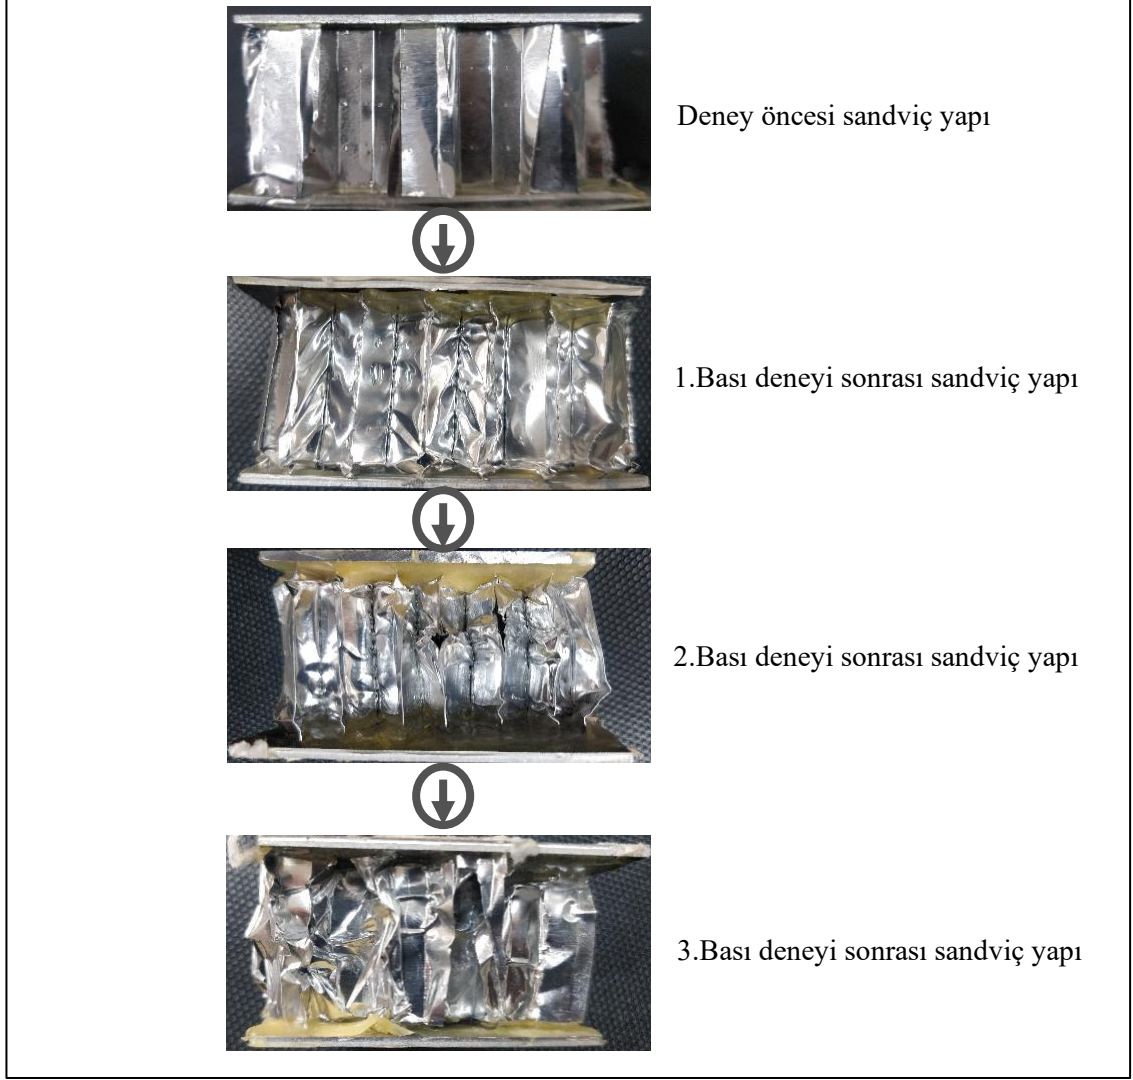 Deney öncesi sandviç yapı
1.Bası deneyi sonrası sandviç yapı
2.Bası deneyi sonrası sandviç yapı
3.Bası deneyi sonrası sandviç yapı